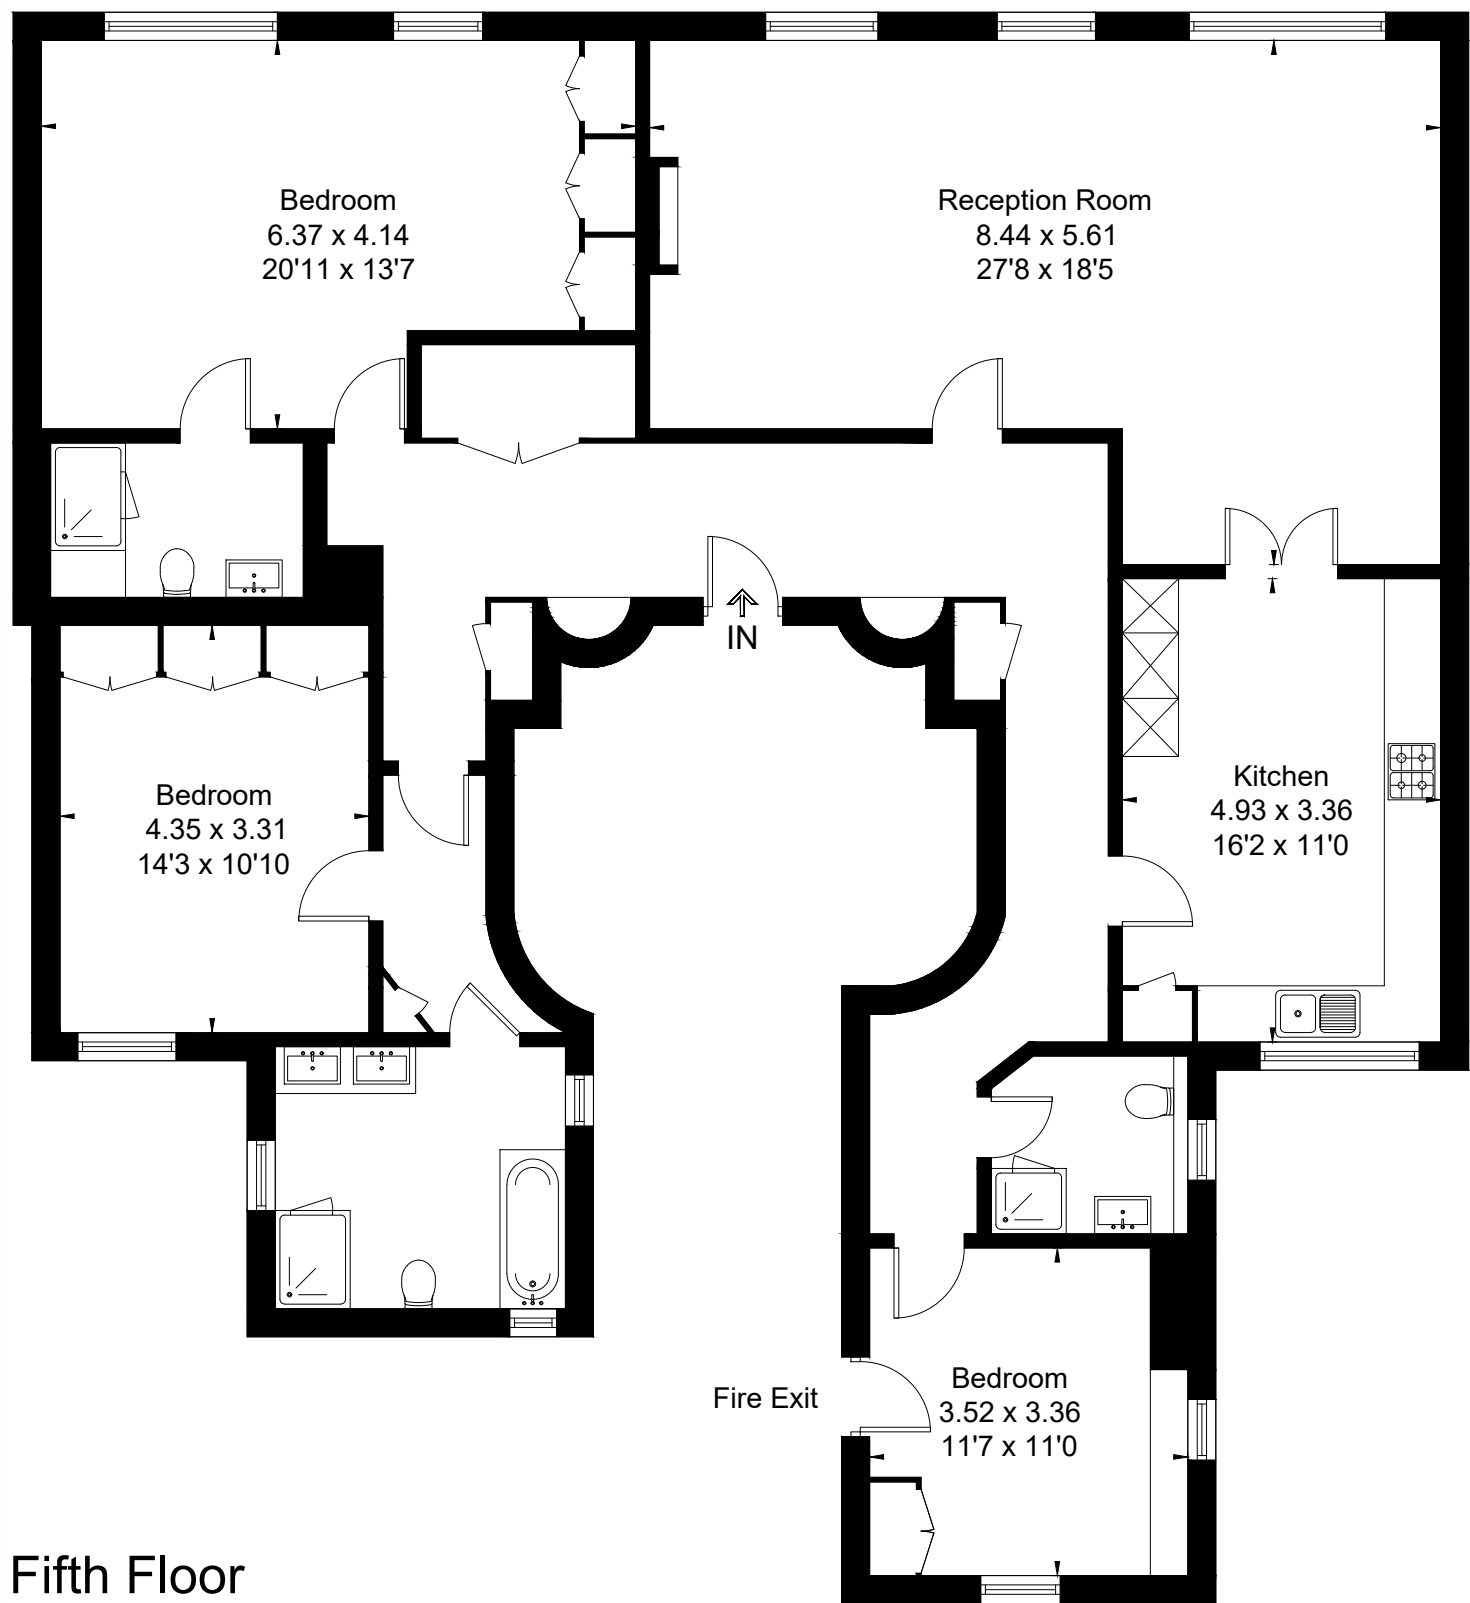 Bedroom
6.37 x 4.14
20'11 x 13'7
Reception Room
8.44 x 5.61
27'8 x 18'5
IN
Bedroom
4.35 x 3.31
14'3 x 10'10
Kitchen
4.93 x 3.36
16'2 x 11'0
Fire Exit
Bedroom
3.52 x 3.36
11'7 x 11'0
Fifth Floor